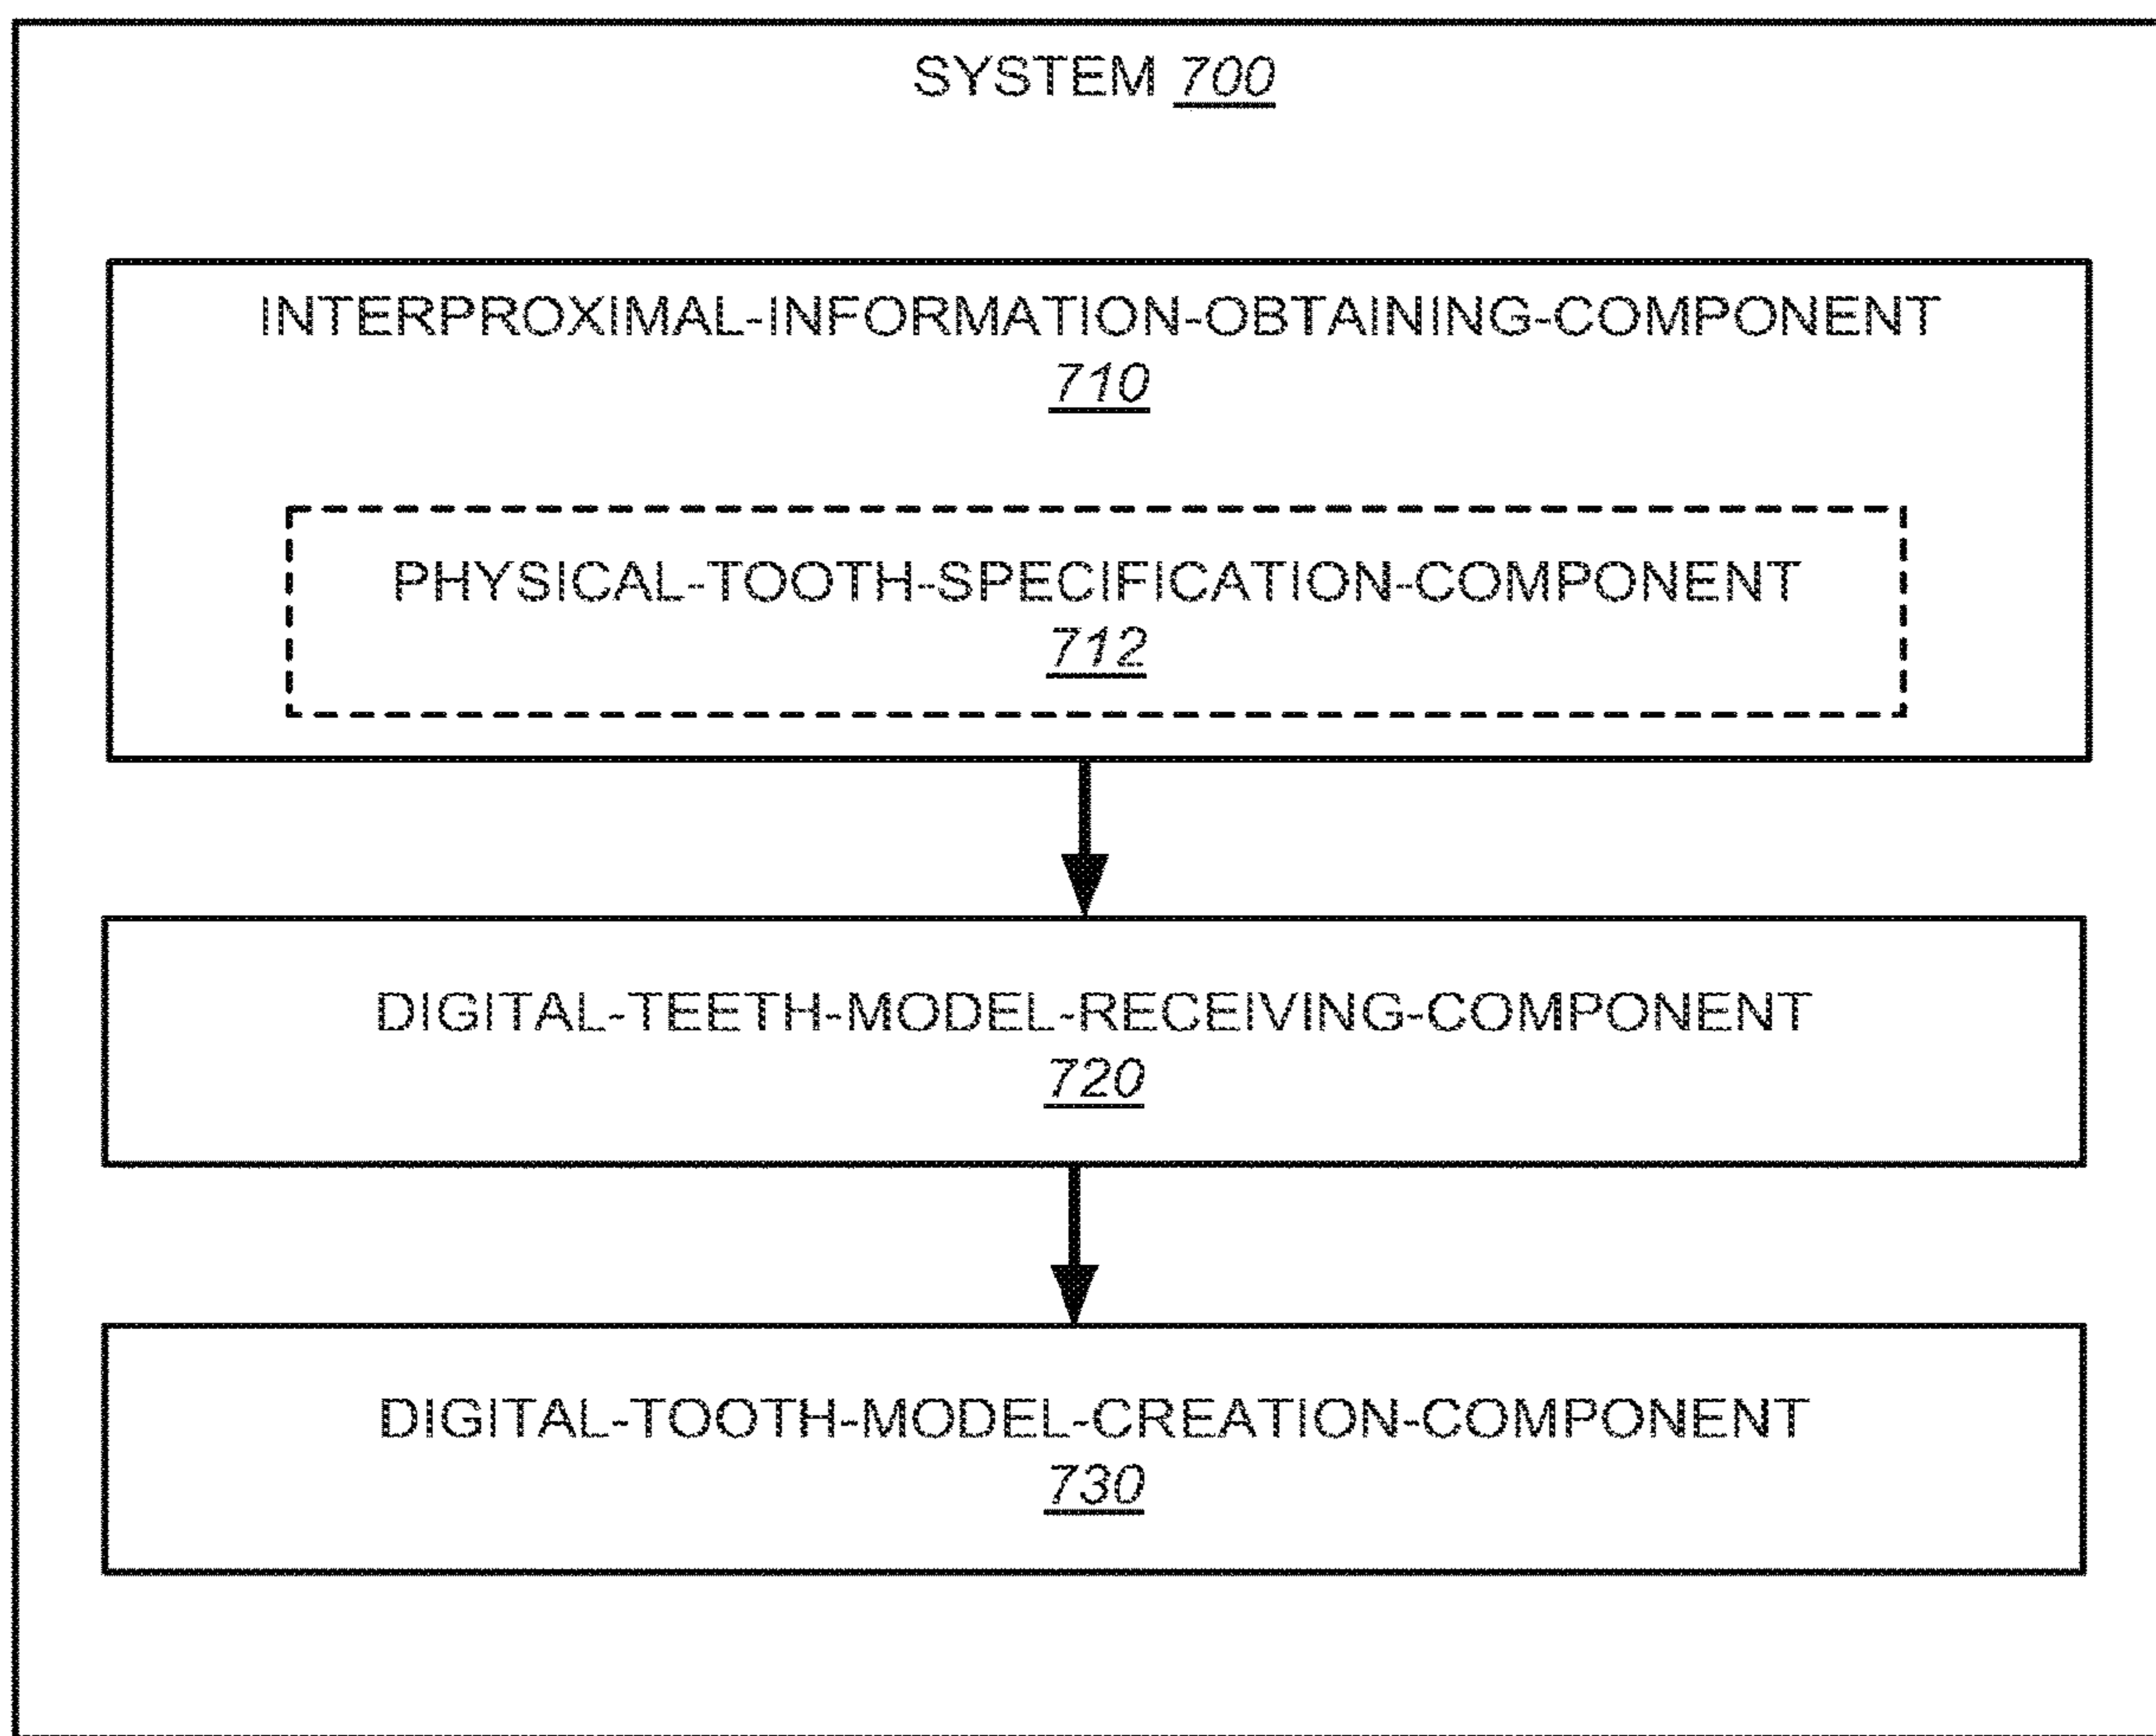 SYSTEM 700
INTERPROXIMAL-INFORMATION-OBTAINING-COMPONENT
710
PHYSICAL-TOOTH-SPECIFICATION-COMPONENT
712
DIGITAL-TEETH-MODEL-RECEIVING-COMPONENT
720
DIGITAL-TOOTH-MODEL-CREATION-COMPONENT
730